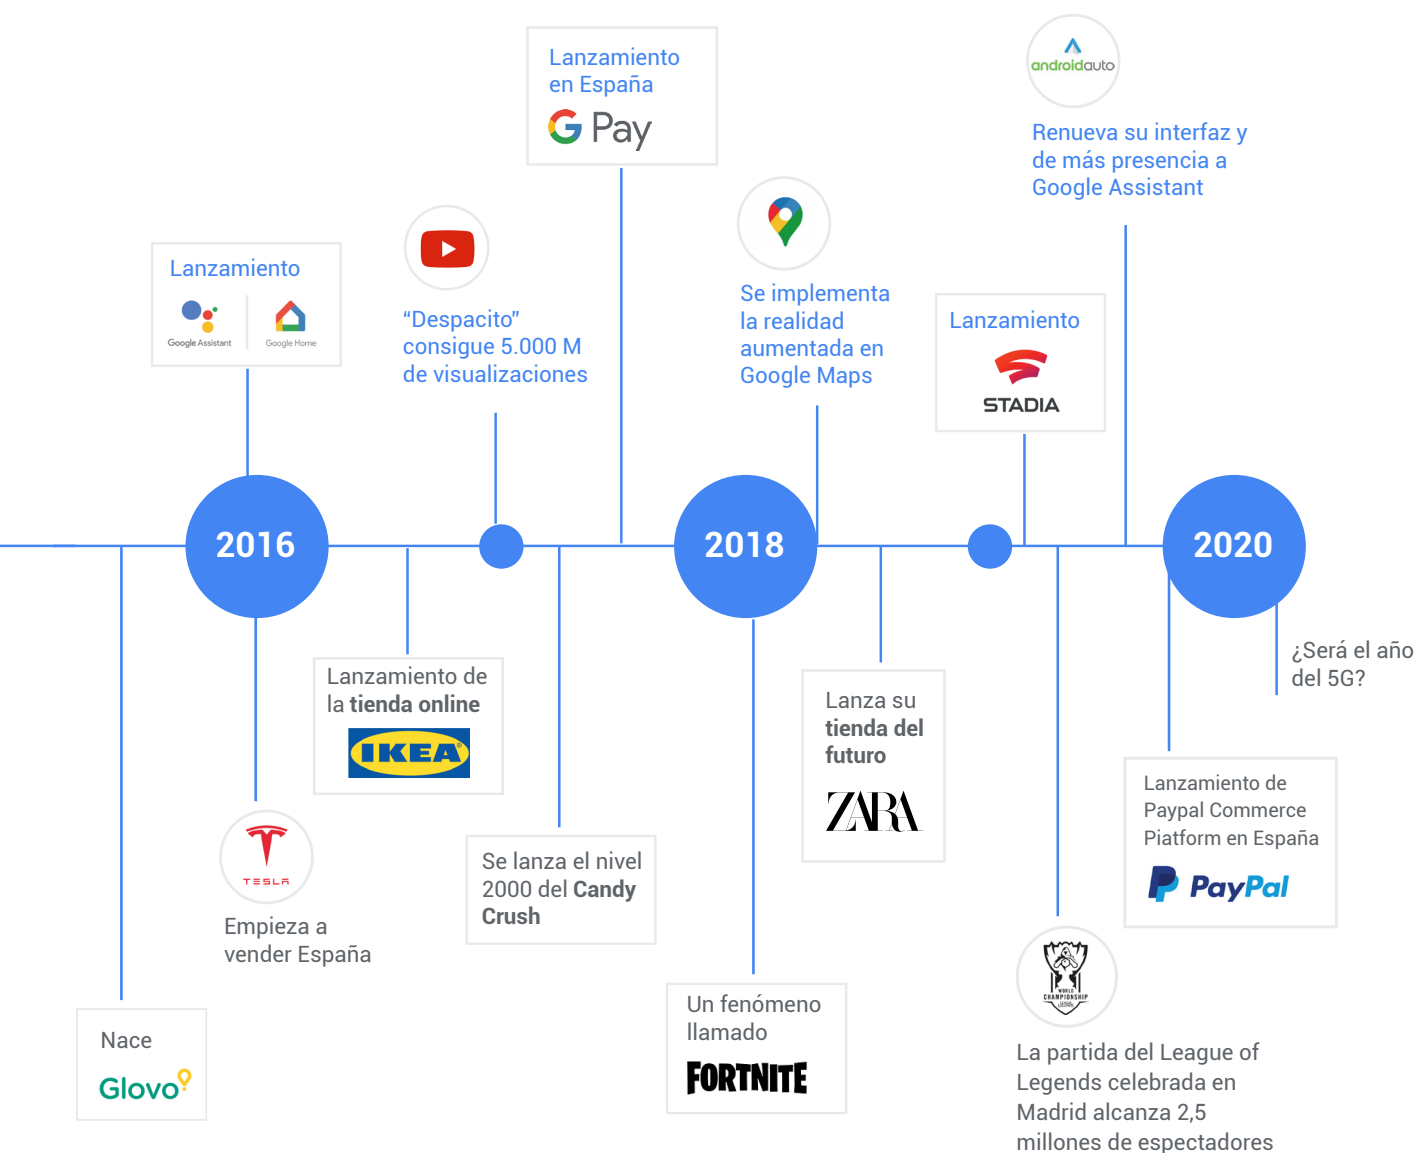 Lanzamiento
en España
G Pay
androidauto
Renueva su interfaz y
de más presencia a
Google Assistant
Lanzamiento
Google Assistant
Google Home
“Despacito”
consigue 5.000 M
de visualizaciones
Se implementa
la realidad
aumentada en
Google Maps
Lanzamiento
STADIA
2016
2018
2020
¿Será el año
del 5G?
Lanzamiento de
la tienda online
IKEA
Lanza su
tienda del
futuro
ZARA
TESLA
Empieza a
vender España
Se lanza el nivel
2000 del Candy
Crush
Lanzamiento de
Paypal Commerce
Piatform en España
PayPal
Nace
Glovo
Un fenómeno
llamado
FORTNITE
WORLD
CHAMPIONSHIP
La partida del League of
Legends celebrada en
Madrid alcanza 2,5
millones de espectadores